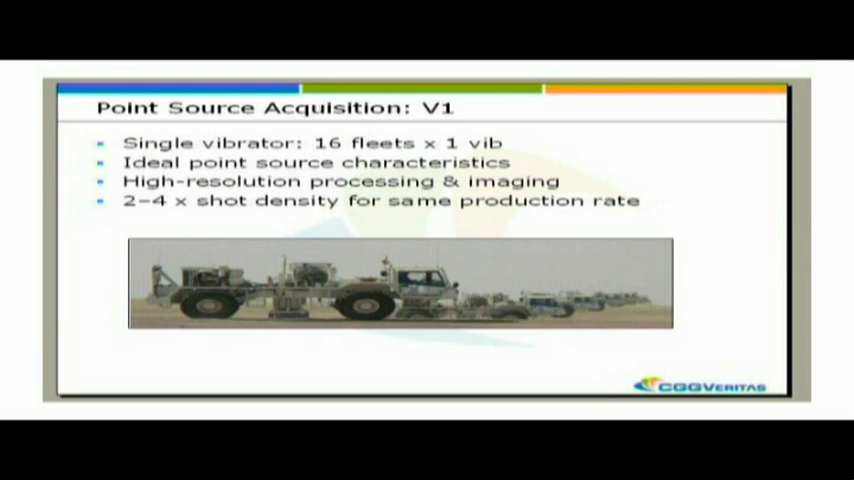 Point Source Acquisition: V1
Single vibrator: 16 fleets x 1 vib
Ideal point source characteristics
High-resolution processing & imaging
2–4 x shot density for same production rate
CGGVERITAS